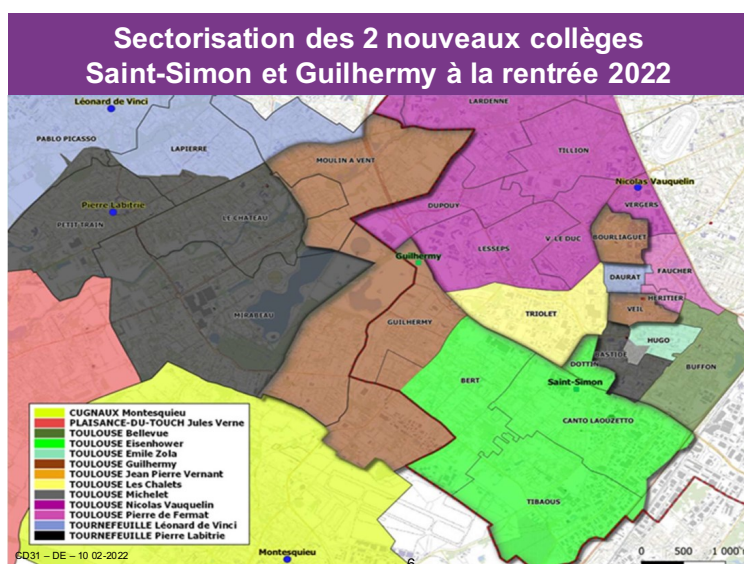 Sectorisation des 2 nouveaux collèges
Saint-Simon et Guilhermy à la rentrée 2022
Léonard de Vinci
LARDENNE
PABLO PICASSO
LAPIERRE
MOULIN A VENT
TILLION
Nicolas Vauquelin
Pierre Labitrie
PETIT TRAIN
LE CHATEAU
DUPOUY
VERGERS
LESSEPS
V. LE DUC
BOURLIAGUET
Guilhermy
DAURAT
FAUCHER
MIRABEAU
GUILHERMY
TRIOLET
VEIL
HERITIER
HUGO
BASTIDE
DOTTIN
BUFFON
BERT
Saint-Simon
CANTO LAOUZETTO
TIBAOUS
CUGNAUX Montesquieu
PLAISANCE-DU-TOUCH Jules Verne
TOULOUSE Bellevue
TOULOUSE Eisenhower
TOULOUSE Emile Zola
TOULOUSE Guilhermy
TOULOUSE Jean Pierre Vernant
TOULOUSE Les Chalets
TOULOUSE Michelet
TOULOUSE Nicolas Vauquelin
TOULOUSE Pierre de Fermat
TOURNEFEUILLE Léonard de Vinci
TOURNEFEUILLE Pierre Labitrie
CD31 – DE – 10 02-2022
Montesquieu
6
0 500 1 000